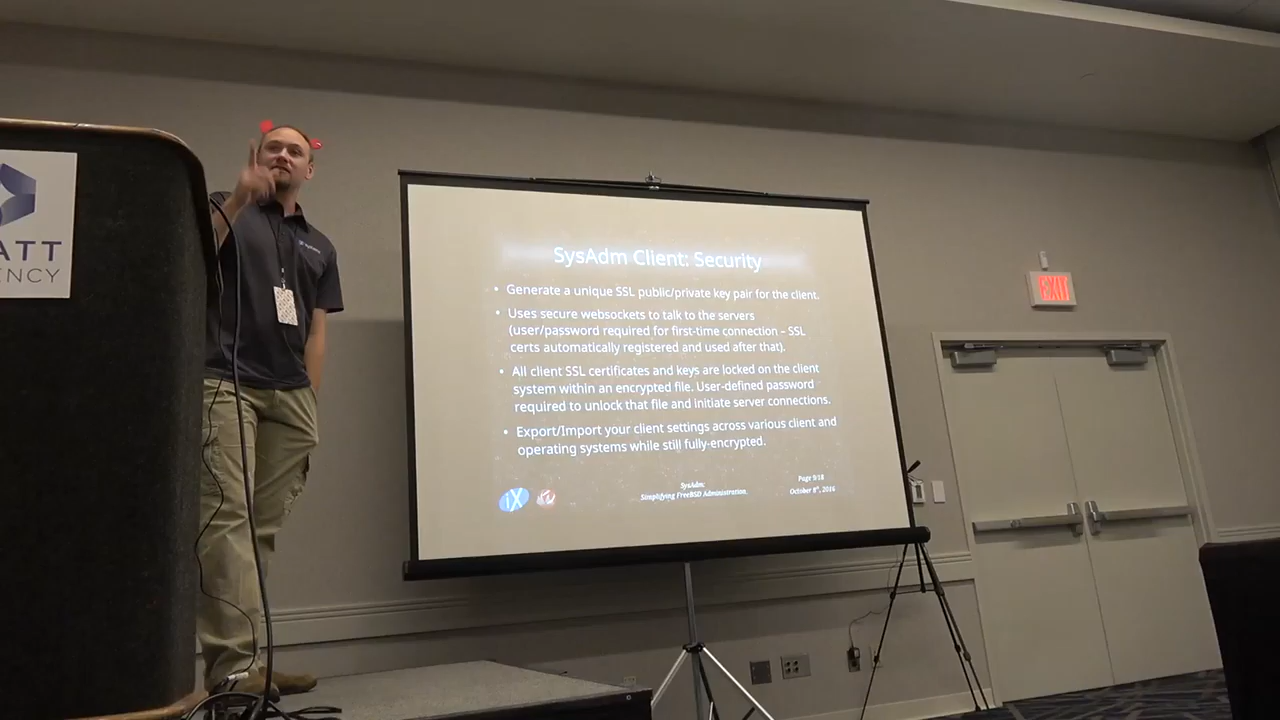 ATT
ENCY
SysAdm Client: Security
• Generate a unique SSL public/private key pair for the client.
• Uses secure websockets to talk to the servers
(user/password required for first-time connection – SSL
certs automatically registered and used after that).
• All client SSL certificates and keys are locked on the client
system within an encrypted file. User-defined password
required to unlock that file and initiate server connections.
• Export/Import your client settings across various client and
operating systems while still fully-encrypted.
iX
SysAdm:
Simplifying FreeBSD Administration.
Page 9/18
October 8th, 2016
EXIT